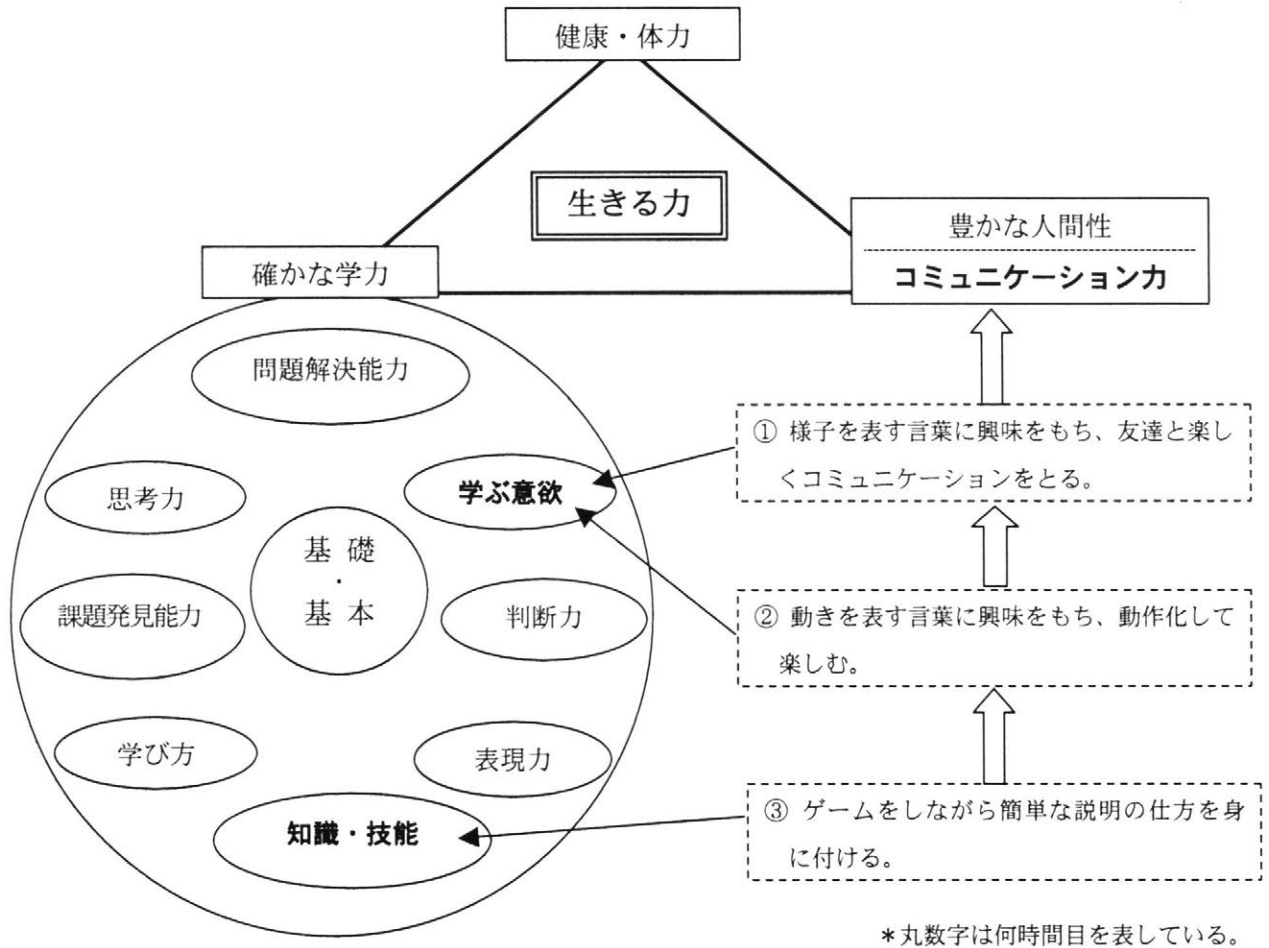 健康・体力
生きる力
豊かな人間性
コミュニケーション力
確かな学力
問題解決能力
学ぶ意欲
思考力
基礎
・
基本
課題発見能力
判断力
学び方
表現力
知識・技能
① 様子を表す言葉に興味をもち、友達と楽し
くコミュニケーションをとる。
② 動きを表す言葉に興味をもち、動作化して
楽しむ。
③ ゲームをしながら簡単な説明の仕方を身
に付ける。
＊丸数字は何時間目を表している。